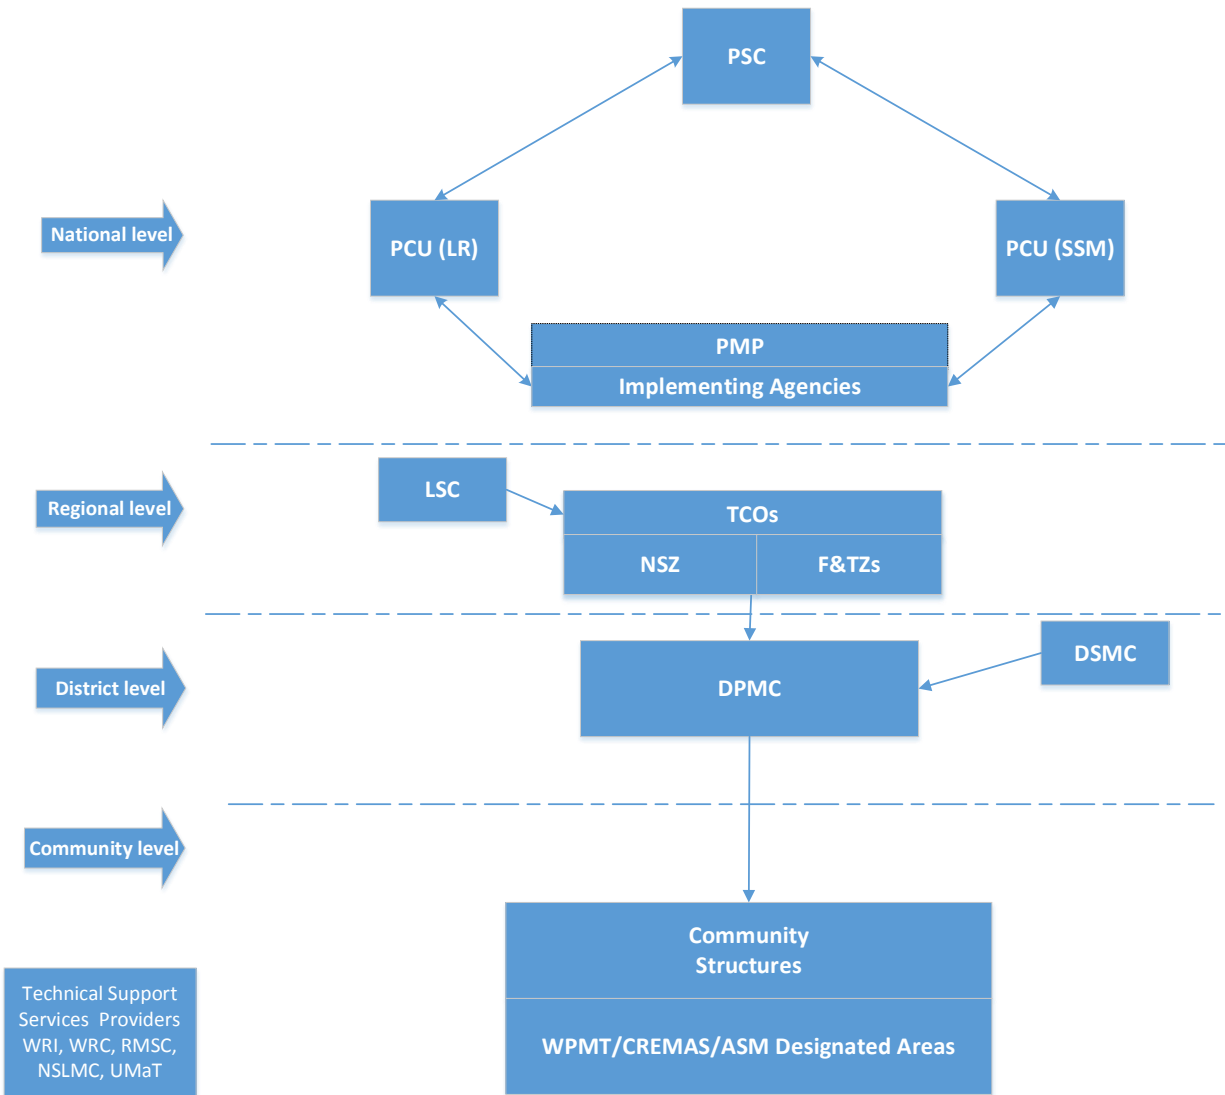 PSC
National level
PCU (LR)
PCU (SSM)
PMP
Implementing Agencies
LSC
Regional level
TCOs
NSZ
F&TZs
DSMC
District level
DPMC
Community level
Community
Structures
WPMT/CREMAS/ASM Designated Areas
Technical Support
Services Providers
WRI, WRC, RMSC,
NSLMC, UMaT